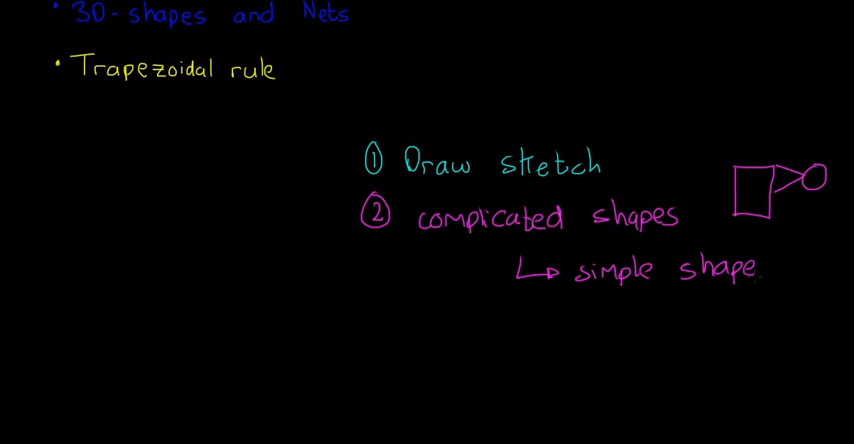 • 3D-shapes and Nets
• Trapezoidal rule
① Draw sketch
② complicated shapes
↳ simple shape